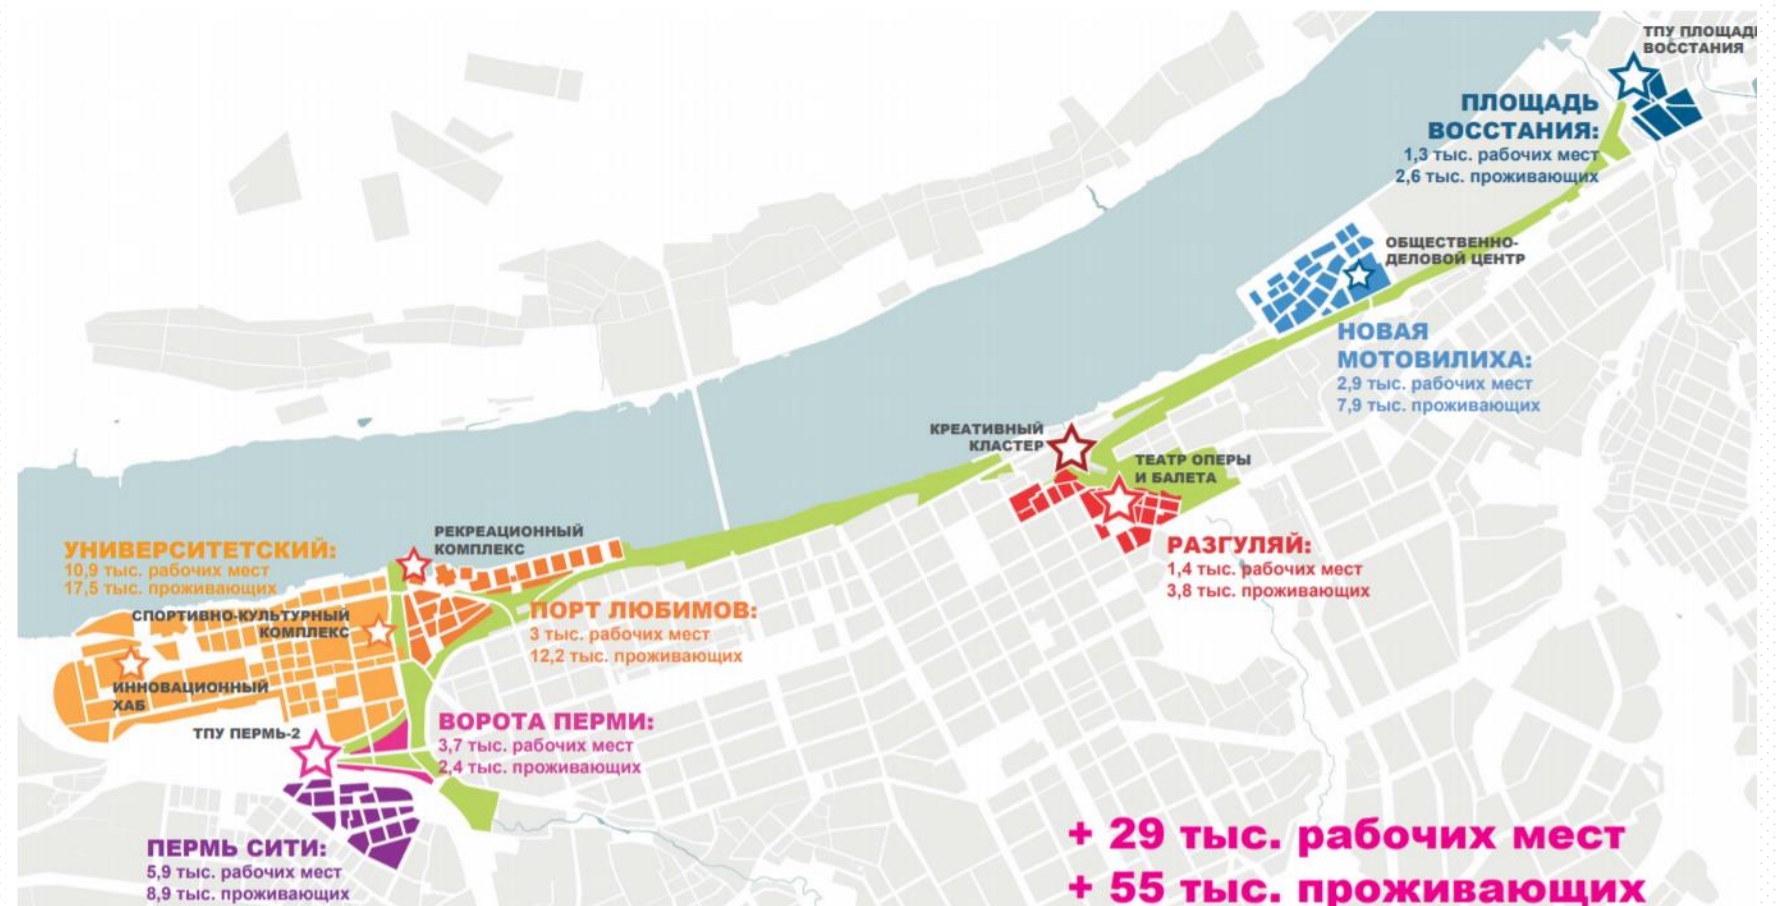 ТПУ ПЛОЩАДЬ
ВОССТАНИЯ
ПЛОЩАДЬ
ВОССТАНИЯ:
1,3 тыс. рабочих мест
2,6 тыс. проживающих
ОБЩЕСТВЕННО-
ДЕЛОВОЙ ЦЕНТР
НОВАЯ
МОТОВИЛИХА:
2,9 тыс. рабочих мест
7,9 тыс. проживающих
КРЕАТИВНЫЙ
КЛАСТЕР
ТЕАТР ОПЕРЫ
И БАЛЕТА
РАЗГУЛЯЙ:
1,4 тыс. рабочих мест
3,8 тыс. проживающих
РЕКРЕАЦИОННЫЙ
КОМПЛЕКС
УНИВЕРСИТЕТСКИЙ:
10,9 тыс. рабочих мест
17,5 тыс. проживающих
СПОРТИВНО-КУЛЬТУРНЫЙ
КОМПЛЕКС
ПОРТ ЛЮБИМОВ:
3 тыс. рабочих мест
12,2 тыс. проживающих
ИННОВАЦИОННЫЙ
ХАБ
ТПУ ПЕРМЬ-2
ВОРОТА ПЕРМИ:
3,7 тыс. рабочих мест
2,4 тыс. проживающих
ПЕРМЬ СИТИ:
5,9 тыс. рабочих мест
8,9 тыс. проживающих
+ 29 тыс. рабочих мест
+ 55 тыс. проживающих